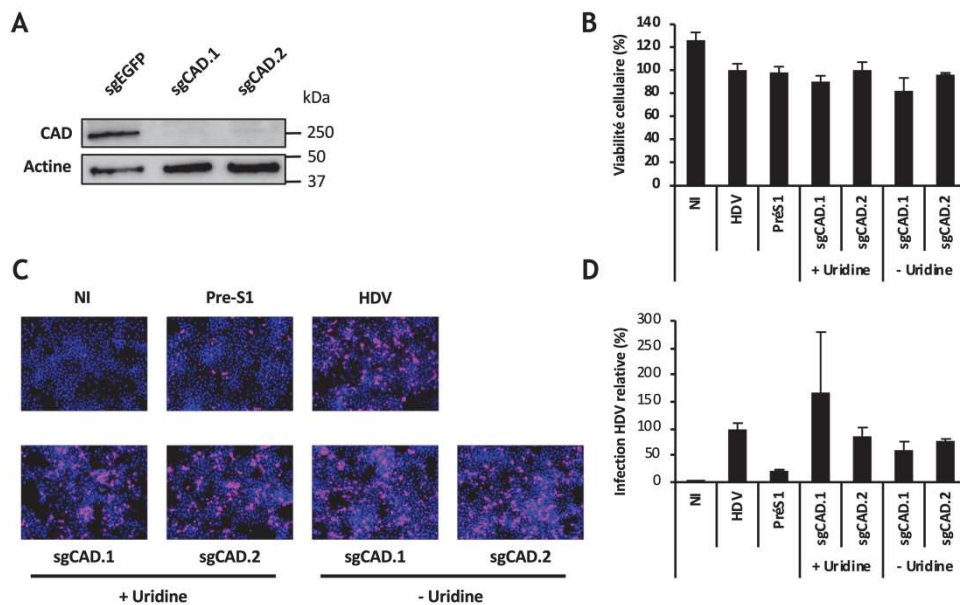 A
sgEGFP
sgCAD.1
sgCAD.2
kDa
CAD
250
Actine
50
37
B
Viabilité cellulaire (%)
140
120
100
80
60
40
20
0
NI
HDV
PréS1
sgCAD.1
sgCAD.2
sgCAD.1
sgCAD.2
+ Uridine
- Uridine
C
NI
Pre-S1
HDV
sgCAD.1
sgCAD.2
sgCAD.1
sgCAD.2
+ Uridine
- Uridine
D
Infection HDV relative (%)
300
250
200
150
100
50
0
NI
HDV
PréS1
sgCAD.1
sgCAD.2
sgCAD.1
sgCAD.2
+ Uridine
- Uridine